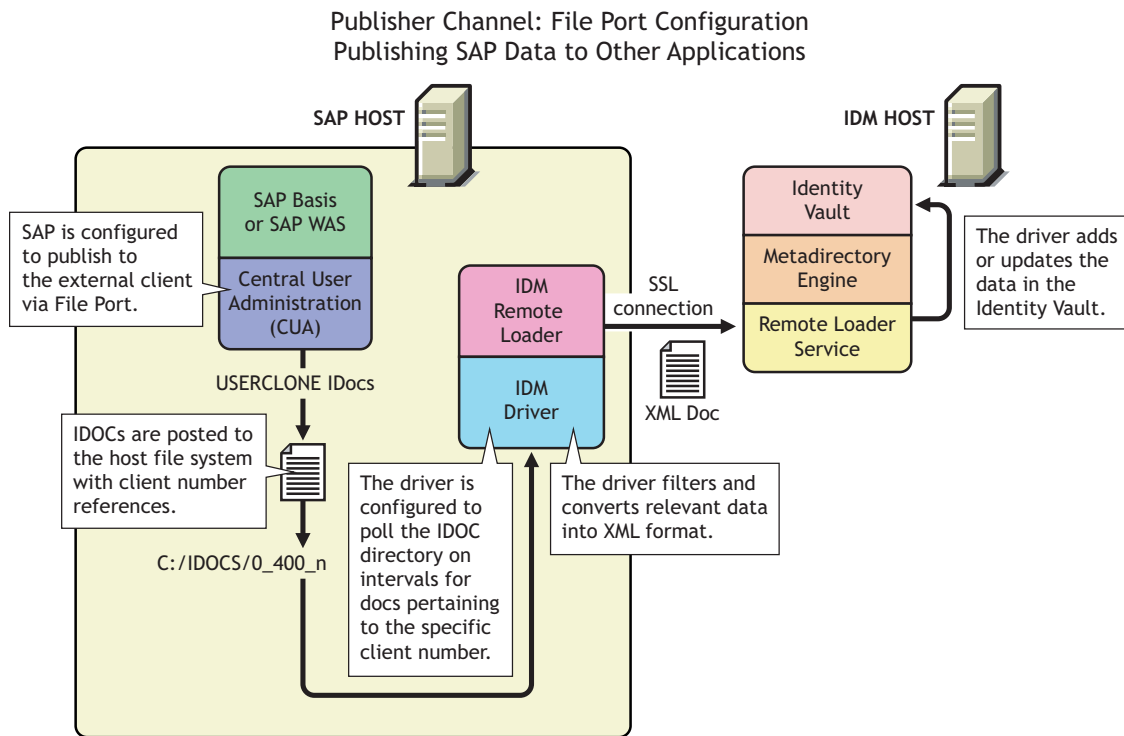 Publisher Channel: File Port Configuration
Publishing SAP Data to Other Applications
SAP HOST
IDM HOST
SAP Basis
or SAP WAS
Central User
Administration
(CUA)
SAP is configured
to publish to
the external client
via File Port.
USERCLONE IDocs
IDOCs are posted to
the host file system
with client number
references.
C:/IDOCS/0_400_n
IDM
Remote
Loader
IDM
Driver
The driver is
configured to
poll the IDOC
directory on
intervals for
docs pertaining
to the specific
client number.
The driver filters and
converts relevant data
into XML format.
SSL
connection
XML Doc
Identity
Vault
Metadirectory
Engine
Remote Loader
Service
The driver adds
or updates the
data in the
Identity Vault.